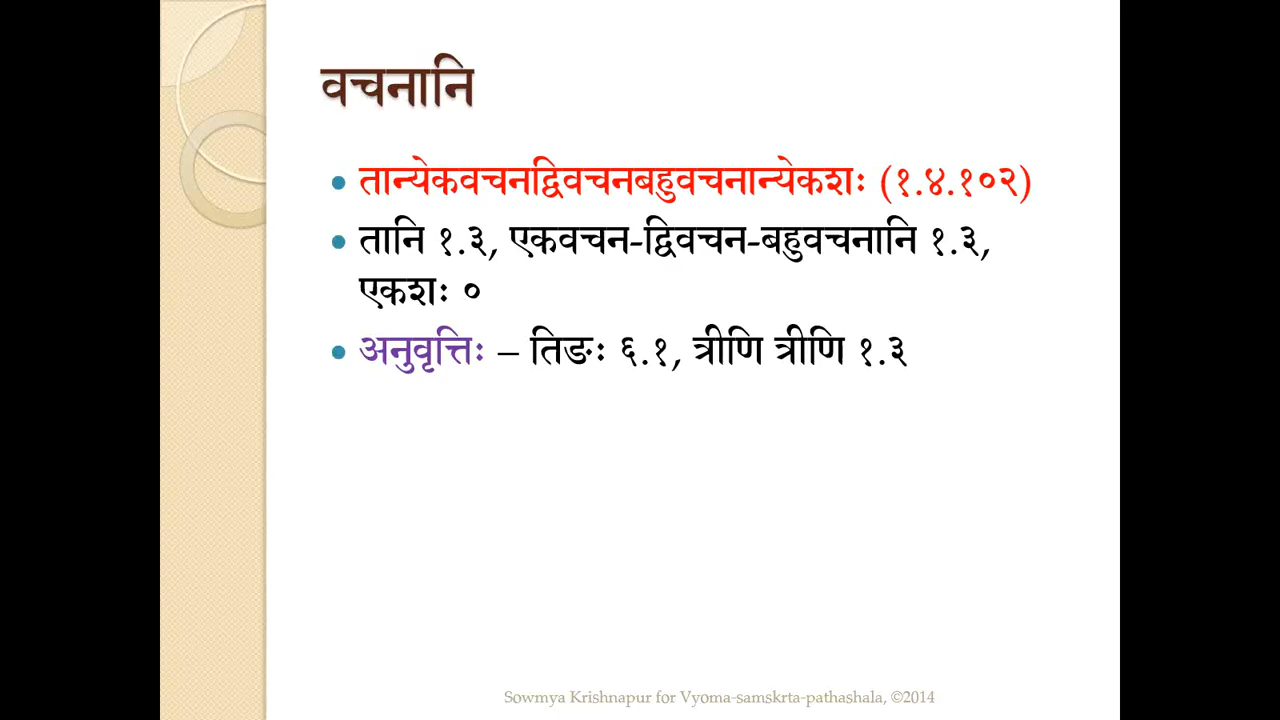 वचनानि
• तान्येकवचनद्विवचनबहुवचनान्येकशः (१.४.१०२)
• तानि १.३, एकवचन-द्विवचन-बहुवचनानि १.३,
एकशः ०
• अनुवृत्तिः – तिङः ६.१, त्रीणि त्रीणि १.३
Sowmya Krishnapur for Vyoma-samskrta-pathashala, ©2014